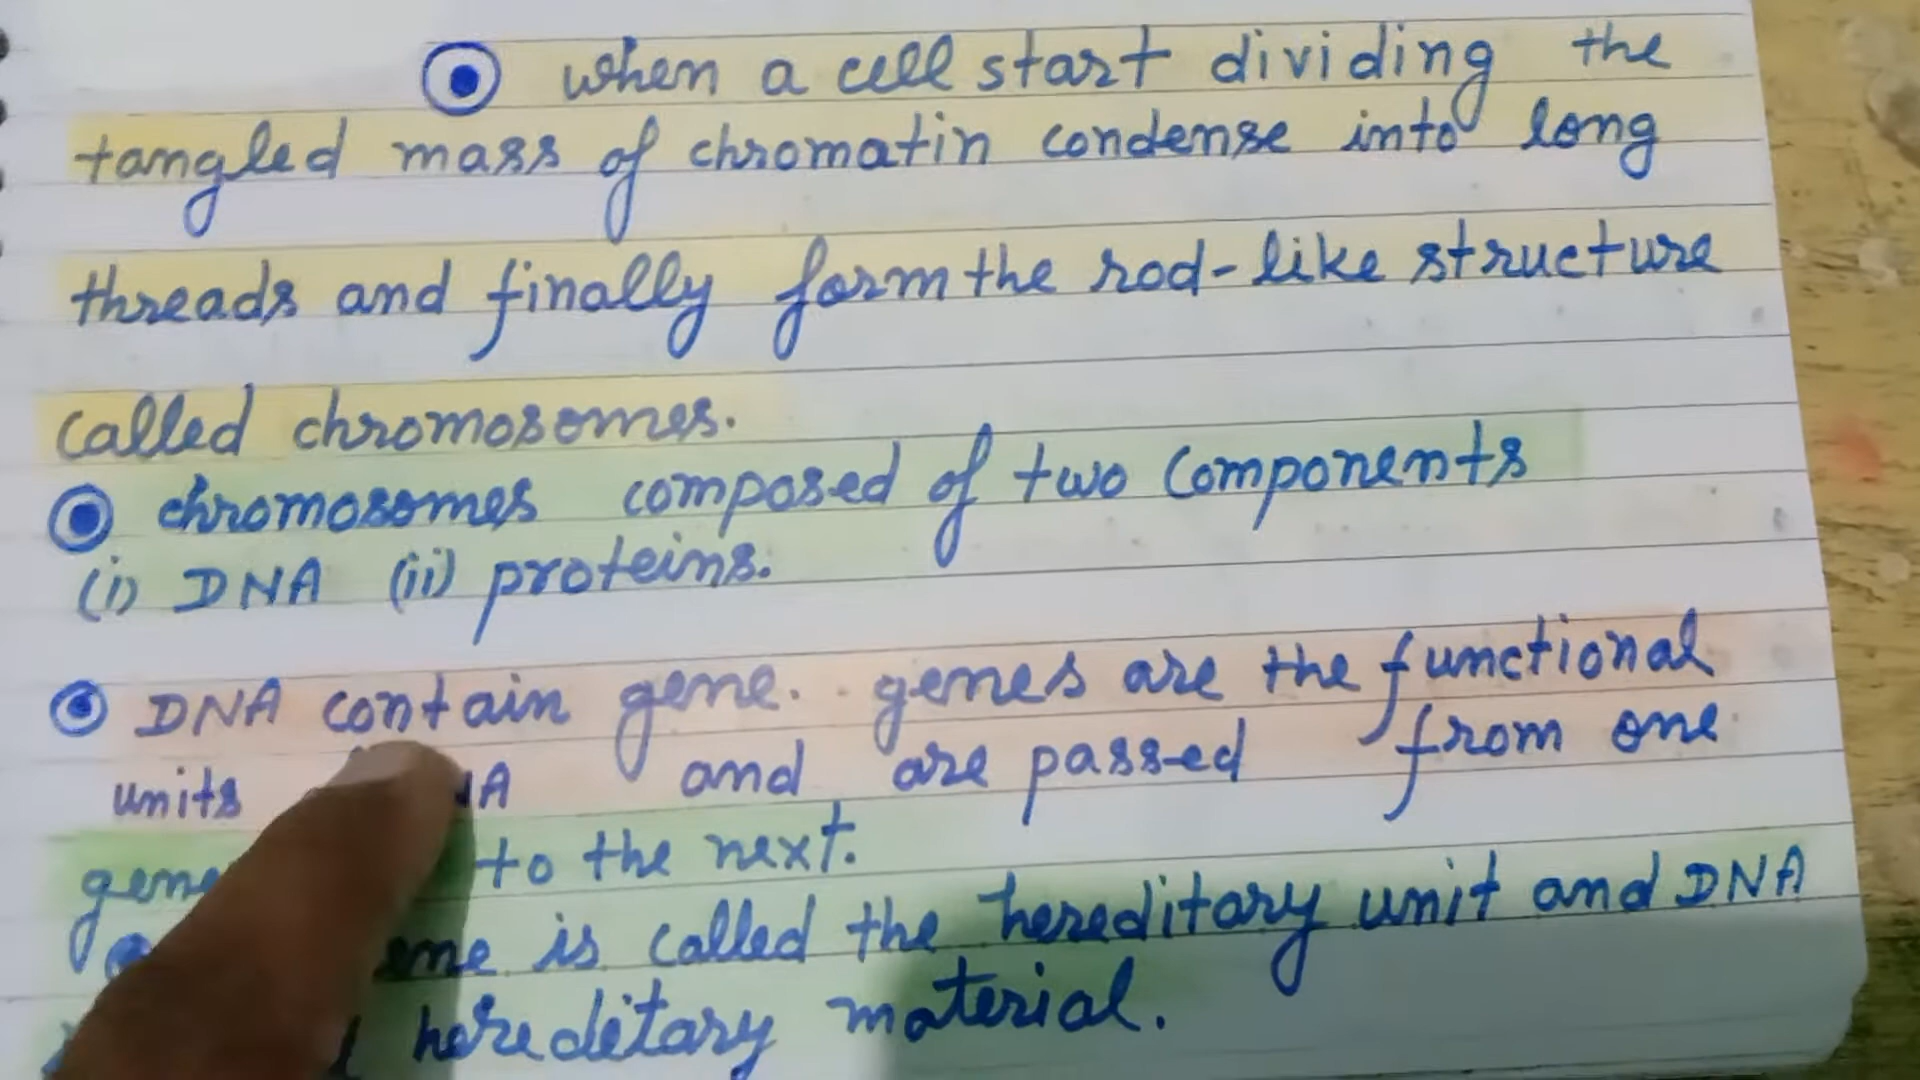 when a cell start dividing the
tangled mass of chromatin condense into long
threads and finally form the rod-like structure
called chromosomes.
chromosomes composed of two components
(i) DNA (ii) proteins.
DNA contain gene. genes are the functional
units and are passed from one
to the next.
is called the hereditary unit and DNA
hereditary material.